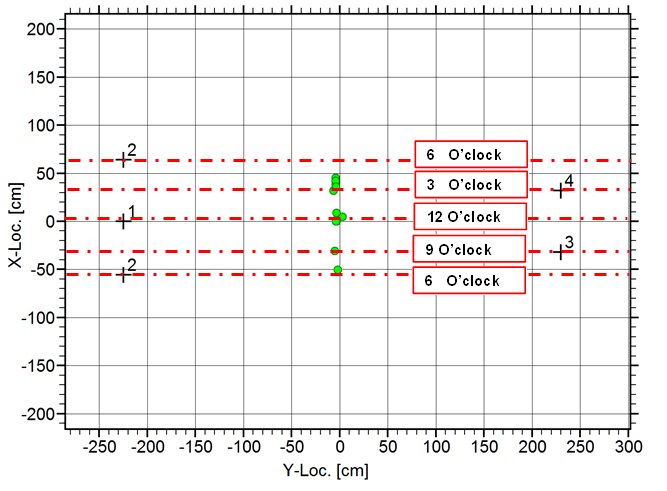 200
150
100
2
6 O'clock
50
3 O'clock
4
1
12 O'clock
0
9 O'clock
3
2
6 O'clock
-50
-100
-150
-200
X-Loc. [cm]
-250 -200 -150 -100 -50 0 50 100 150 200 250 300
Y-Loc. [cm]